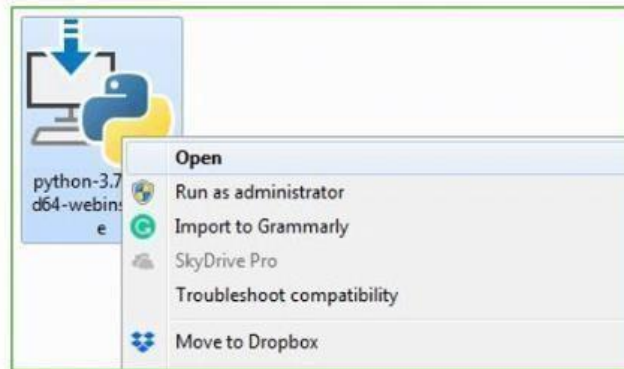 python-3.7
d64-webins
e
Open
Run as administrator
Import to Grammarly
SkyDrive Pro
Troubleshoot compatibility
Move to Dropbox